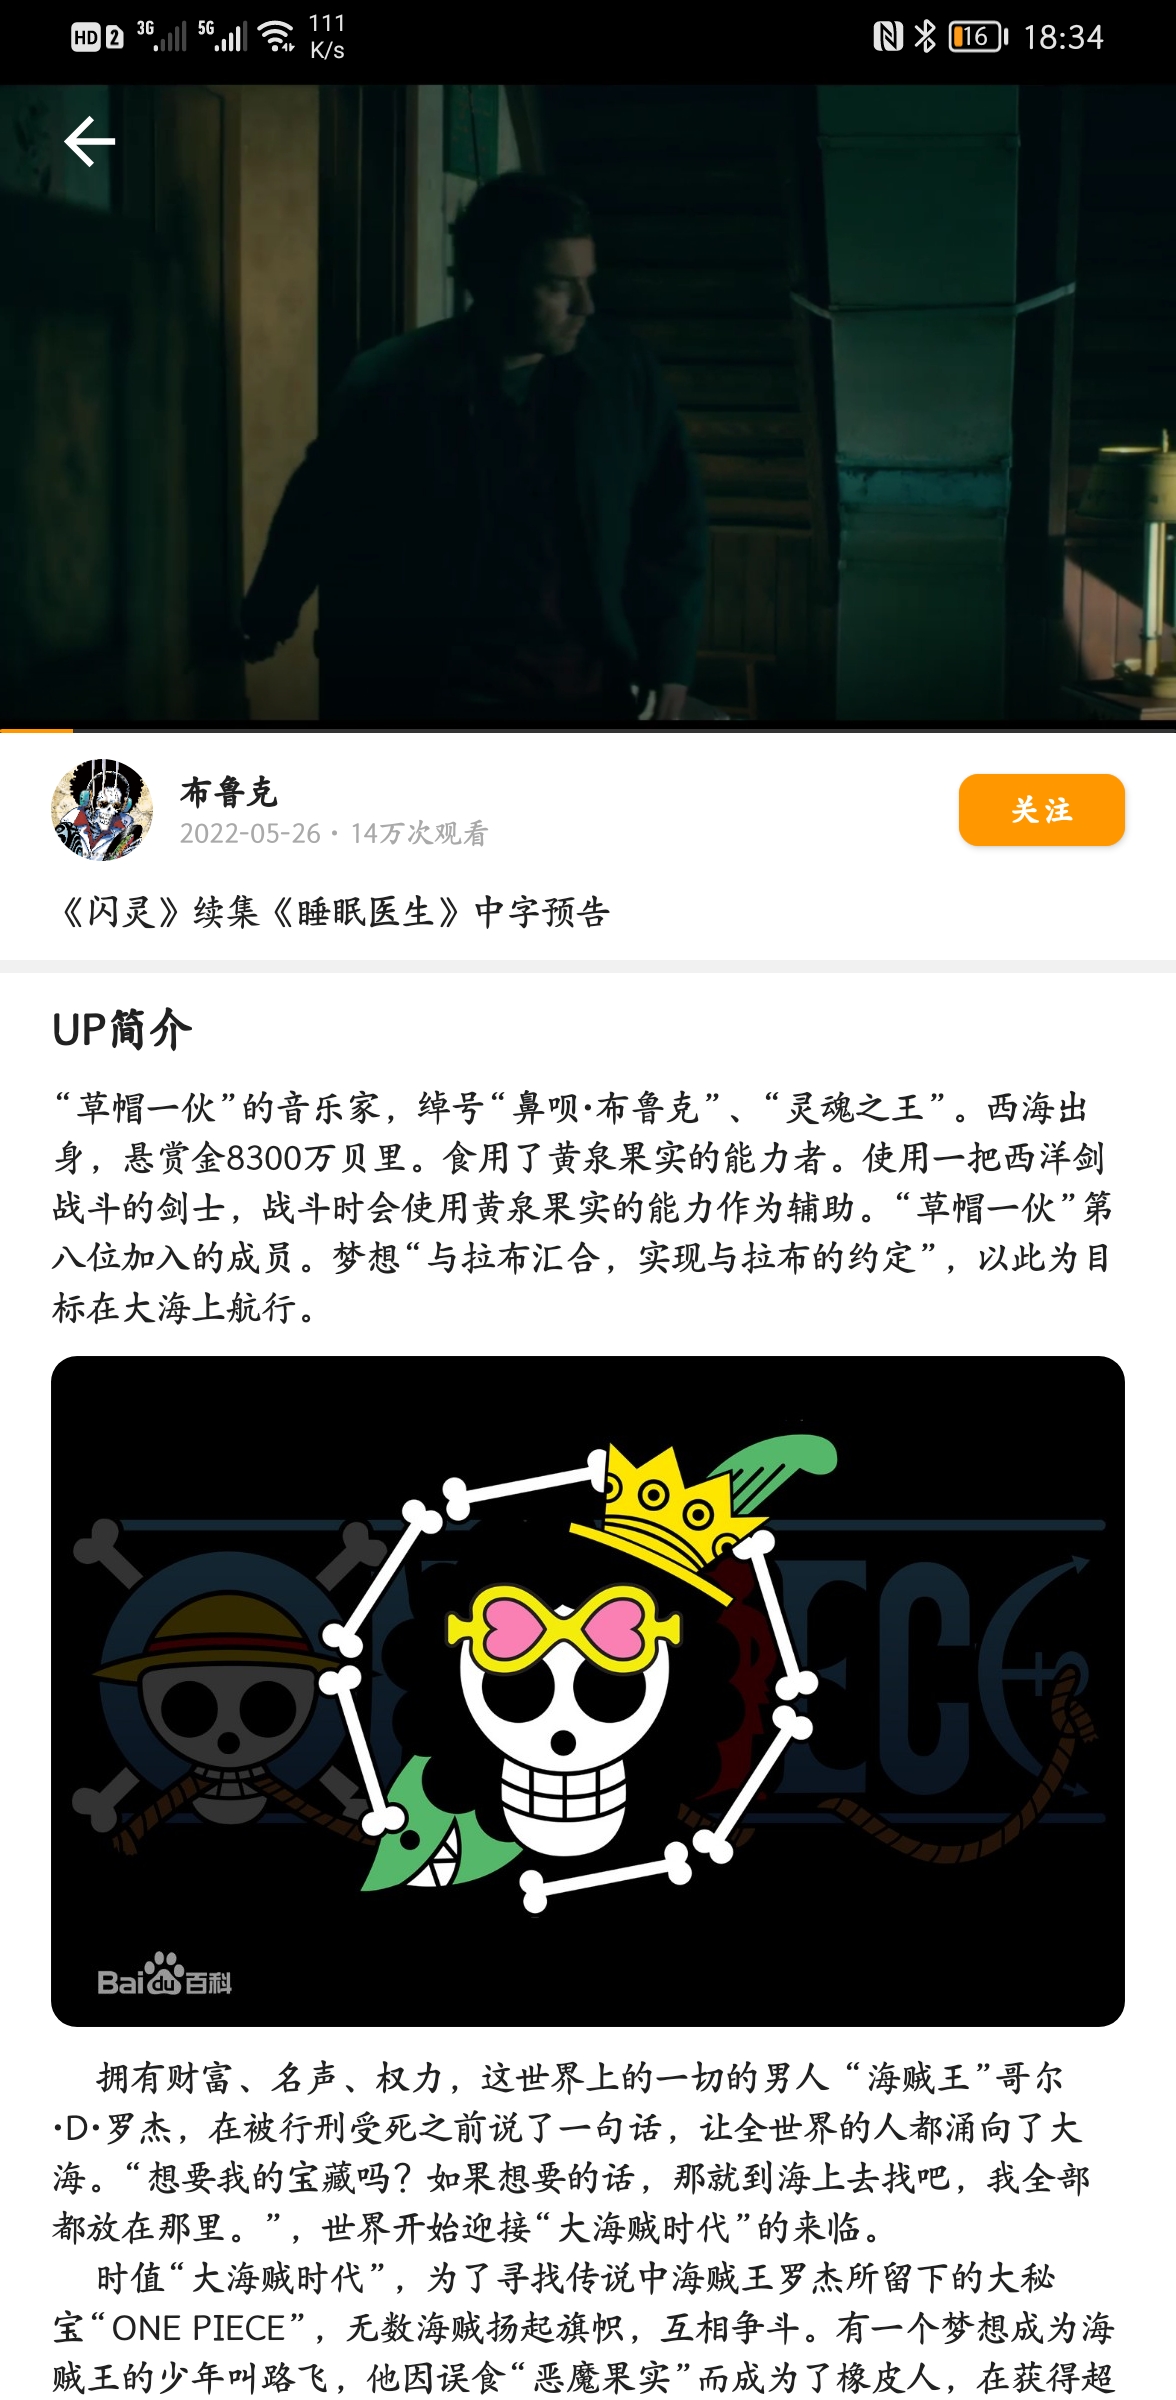 HD 2 3G 5G 111 K/s 16 18:34
布鲁克
2022-05-26 · 14万次观看
关注
《闪灵》续集《睡眠医生》中字预告
UP简介
“草帽一伙”的音乐家，绰号“鼻呗·布鲁克”、“灵魂之王”。西海出
身，悬赏金8300万贝里。食用了黄泉果实的能力者。使用一把西洋剑
战斗的剑士，战斗时会使用黄泉果实的能力作为辅助。“草帽一伙”第
八位加入的成员。梦想“与拉布汇合，实现与拉布的约定”，以此为目
标在大海上航行。
ECE
Baidu百科
拥有财富、名声、权力，这世界上的一切的男人 “海贼王”哥尔
·D·罗杰，在被行刑受死之前说了一句话，让全世界的人都涌向了大
海。“想要我的宝藏吗？如果想要的话，那就到海上去找吧，我全部
都放在那里。”，世界开始迎接“大海贼时代”的来临。
时值“大海贼时代”，为了寻找传说中海贼王罗杰所留下的大秘
宝“ONE PIECE”，无数海贼扬起旗帜，互相争斗。有一个梦想成为海
贼王的少年叫路飞，他因误食“恶魔果实”而成为了橡皮人，在获得超